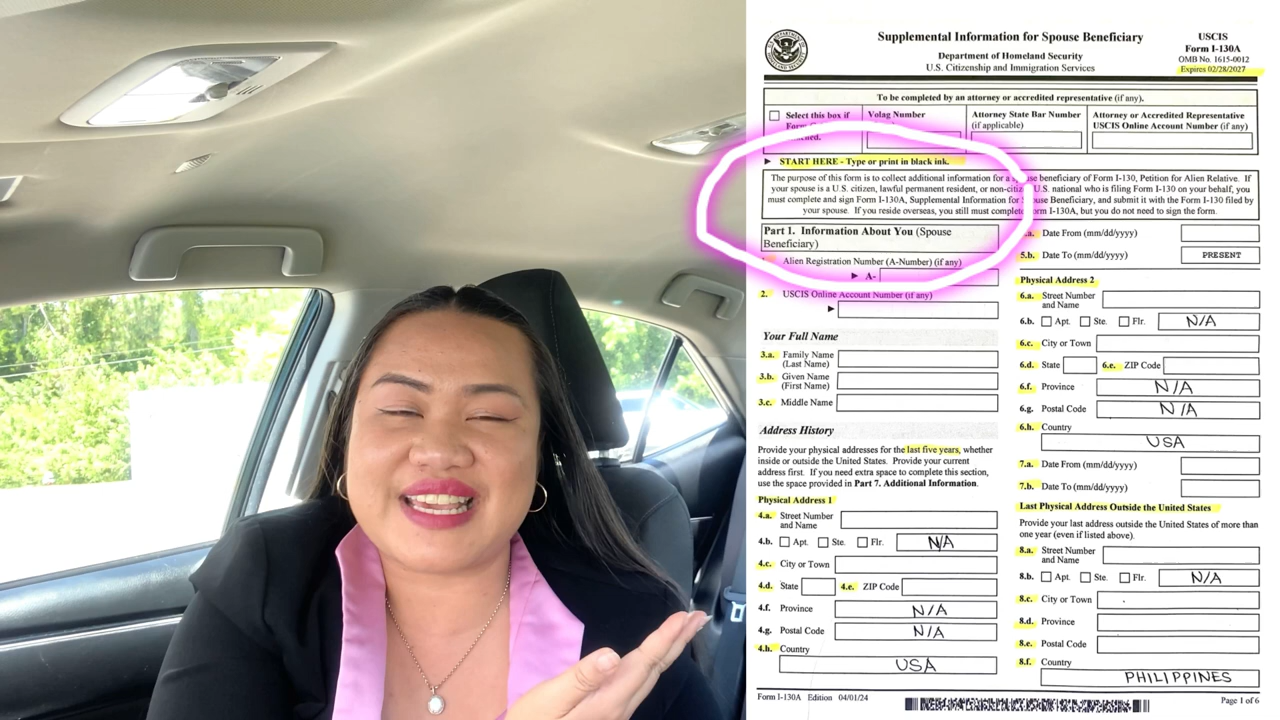 Supplemental Information for Spouse Beneficiary
Department of Homeland Security
U.S. Citizenship and Immigration Services
USCIS
Form I-130A
OMB No. 1615-0012
Expires 02/28/2027
To be completed by an attorney or accredited representative (if any).
Select this box if
Volag Number
Attorney State Bar Number
(if applicable)
Attorney or Accredited Representative
USCIS Online Account Number (if any)
► START HERE - Type or print in black ink.
The purpose of this form is to collect additional information for a spouse beneficiary of Form I-130, Petition for Alien Relative. If
your spouse is a U.S. citizen, lawful permanent resident, or non-citizen U.S. national who is filing Form I-130 on your behalf, you
must complete and sign Form I-130A, Supplemental Information for Spouse Beneficiary, and submit it with the Form I-130 filed by
your spouse. If you reside overseas, you still must complete Form I-130A, but you do not need to sign the form.
Part 1. Information About You (Spouse
Beneficiary)
Alien Registration Number (A-Number) (if any)
► A-
2. USCIS Online Account Number (if any)
►
Your Full Name
3.a. Family Name
(Last Name)
3.b. Given Name
(First Name)
3.c. Middle Name
Address History
Provide your physical addresses for the last five years, whether
inside or outside the United States. Provide your current
address first. If you need extra space to complete this section,
use the space provided in Part 7. Additional Information.
Physical Address 1
4.a. Street Number
and Name
4.b. Apt. Ste. Flr. N/A
4.c. City or Town
4.d. State 4.e. ZIP Code
4.f. Province N/A
4.g. Postal Code N/A
4.h. Country
USA
Date From (mm/dd/yyyy)
5.b. Date To (mm/dd/yyyy) PRESENT
Physical Address 2
6.a. Street Number
and Name
6.b. Apt. Ste. Flr. N/A
6.c. City or Town
6.d. State 6.e. ZIP Code
6.f. Province N/A
6.g. Postal Code N/A
6.h. Country
USA
7.a. Date From (mm/dd/yyyy)
7.b. Date To (mm/dd/yyyy)
Last Physical Address Outside the United States
Provide your last address outside the United States of more than
one year (even if listed above).
8.a. Street Number
and Name
8.b. Apt. Ste. Flr. N/A
8.c. City or Town
8.d. Province
8.e. Postal Code
8.f. Country
PHILIPPINES
Form I-130A Edition 04/01/24
Page 1 of 6